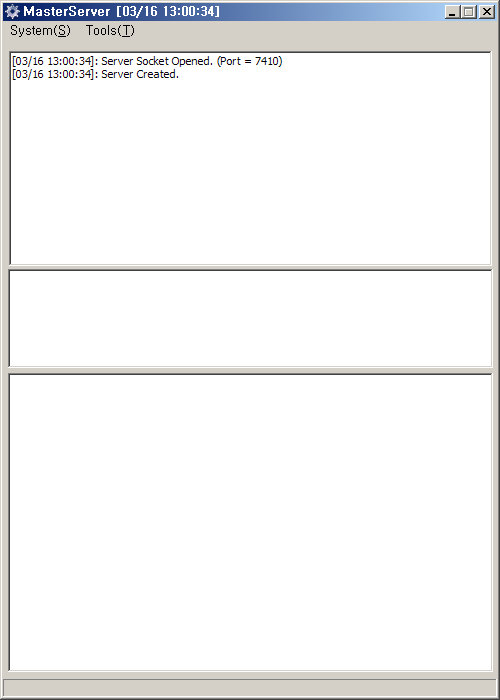 MasterServer [03/16 13:00:34]
System(S) Tools(T)
[03/16 13:00:34]: Server Socket Opened. (Port = 7410)
[03/16 13:00:34]: Server Created.